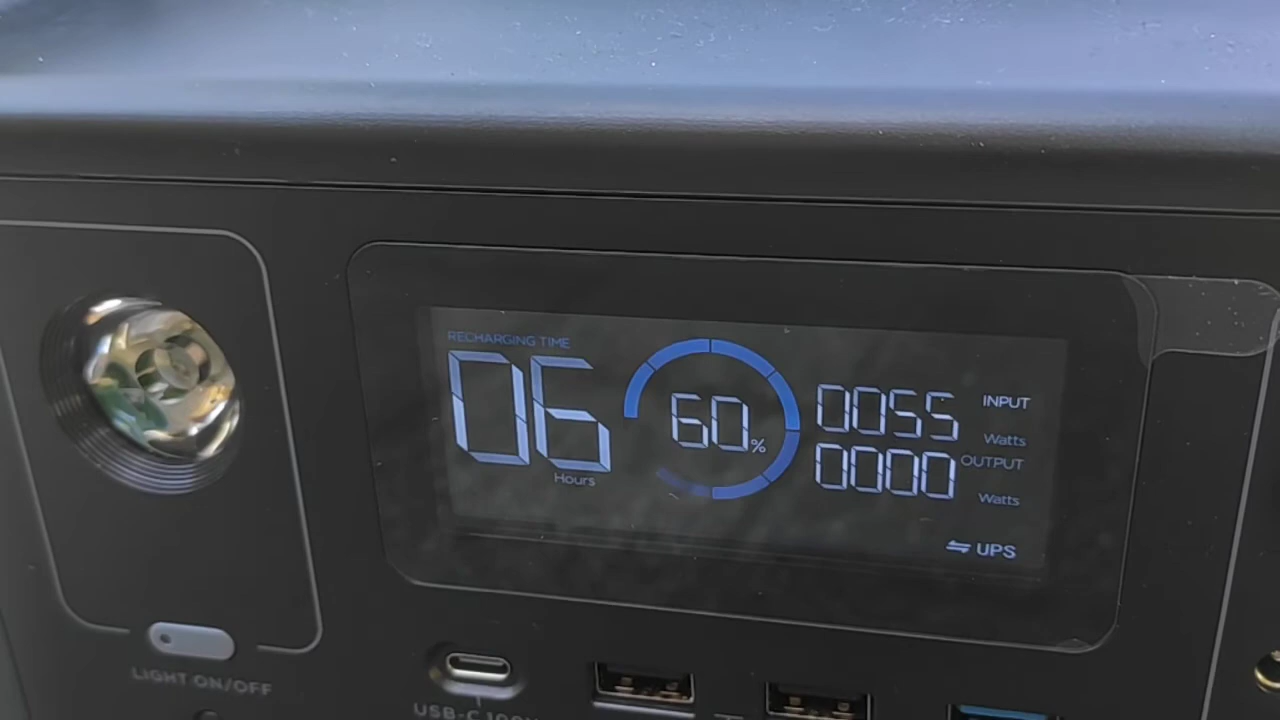 RECHARGING TIME
06
Hours
60%
0055 INPUT
Watts
0000 OUTPUT
Watts
⇋ UPS
LIGHT ON/OFF
USB-C 100W